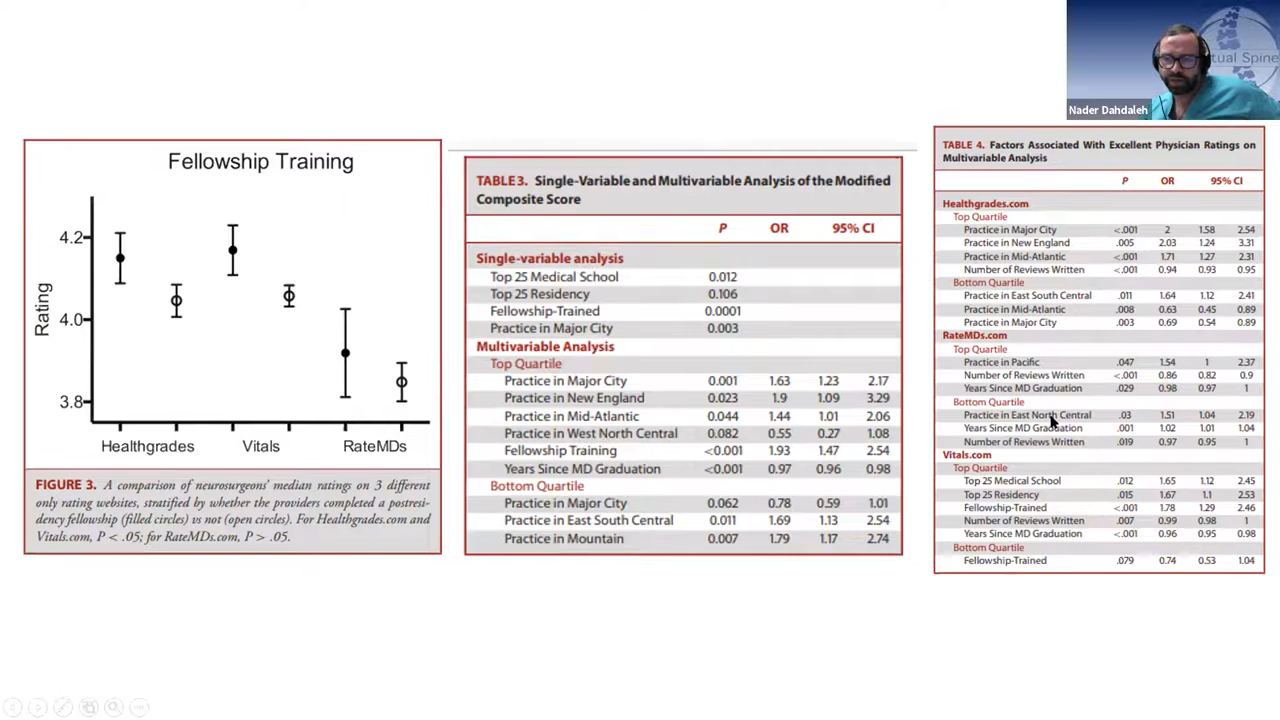 tual Spine
Nader Dahdaleh
Fellowship Training
Rating
4.2
4.0
3.8
Healthgrades Vitals RateMDs
FIGURE 3. A comparison of neurosurgeons' median ratings on 3 different
only rating websites, stratified by whether the providers completed a postresi-
dency fellowship (filled circles) vs not (open circles). For Healthgrades.com and
Vitals.com, P < .05; for RateMDs.com, P > .05.
TABLE 3. Single-Variable and Multivariable Analysis of the Modified
Composite Score
P OR 95% CI
Single-variable analysis
Top 25 Medical School 0.012
Top 25 Residency 0.106
Fellowship-Trained 0.0001
Practice in Major City 0.003
Multivariable Analysis
Top Quartile
Practice in Major City 0.001 1.63 1.23 2.17
Practice in New England 0.023 1.9 1.09 3.29
Practice in Mid-Atlantic 0.044 1.44 1.01 2.06
Practice in West North Central 0.082 0.55 0.27 1.08
Fellowship Training <0.001 1.93 1.47 2.54
Years Since MD Graduation <0.001 0.97 0.96 0.98
Bottom Quartile
Practice in Major City 0.062 0.78 0.59 1.01
Practice in East South Central 0.011 1.69 1.13 2.54
Practice in Mountain 0.007 1.79 1.17 2.74
TABLE 4. Factors Associated With Excellent Physician Ratings on
Multivariable Analysis
P OR 95% CI
Healthgrades.com
Top Quartile
Practice in Major City <.001 2 1.58 2.54
Practice in New England .005 2.03 1.24 3.31
Practice in Mid-Atlantic <.001 1.71 1.27 2.31
Number of Reviews Written <.001 0.94 0.93 0.95
Bottom Quartile
Practice in East South Central .011 1.64 1.12 2.41
Practice in Mid-Atlantic .008 0.63 0.45 0.89
Practice in Major City .003 0.69 0.54 0.89
RateMDs.com
Top Quartile
Practice in Pacific .047 1.54 1 2.37
Number of Reviews Written <.001 0.86 0.82 0.9
Years Since MD Graduation .029 0.98 0.97 1
Bottom Quartile
Practice in East North Central .03 1.51 1.04 2.19
Years Since MD Graduation .001 1.02 1.01 1.04
Number of Reviews Written .019 0.97 0.95 1
Vitals.com
Top Quartile
Top 25 Medical School .012 1.65 1.12 2.45
Top 25 Residency .015 1.67 1.1 2.53
Fellowship-Trained <.001 1.78 1.29 2.46
Number of Reviews Written .007 0.99 0.98 1
Years Since MD Graduation <.001 0.96 0.95 0.98
Bottom Quartile
Fellowship-Trained .079 0.74 0.53 1.04